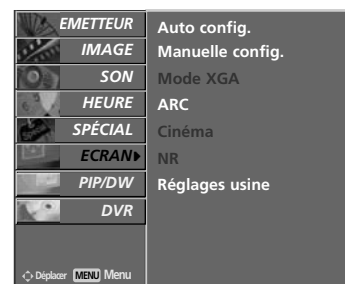 EMETTEUR
IMAGE
SON
HEURE
SPÉCIAL
ECRAN
PIP/DW
DVR
Déplacer MENU Menu
Auto config.
Manuelle config.
Mode XGA
ARC
Cinéma
NR
Réglages usine